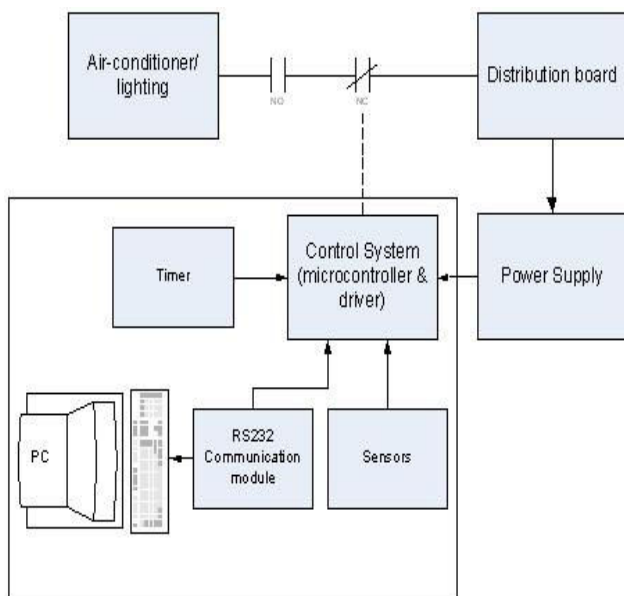 Air-conditioner/
lighting
NO
NC
Distribution board
Timer
Control System
(microcontroller &
driver)
Power Supply
PC
RS232
Communication
module
Sensors